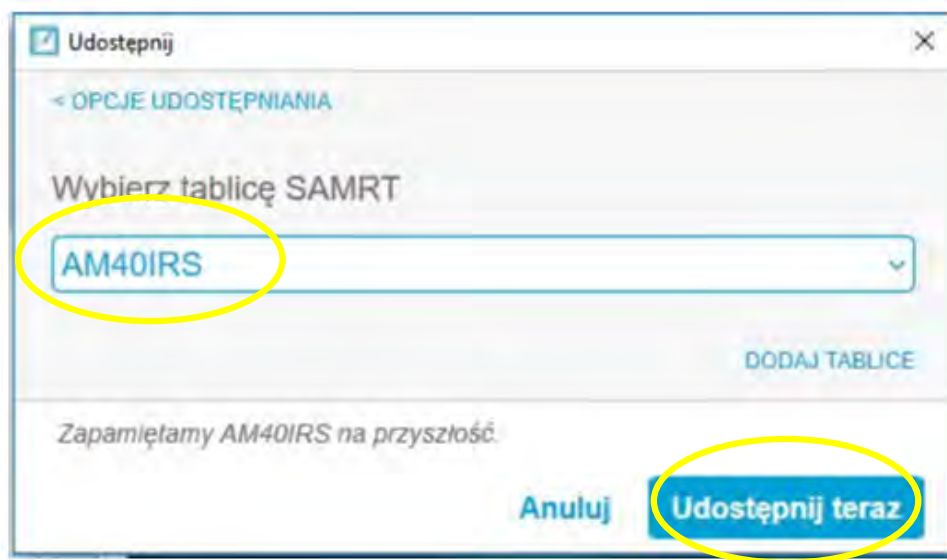 Udostępnij
< OPCJE UDOSTĘPNIANIA
Wybierz tablicę SAMRT
AM40IRS
DODAJ TABLICE
Zapamiętamy AM40IRS na przyszłość.
Anuluj
Udostępnij teraz